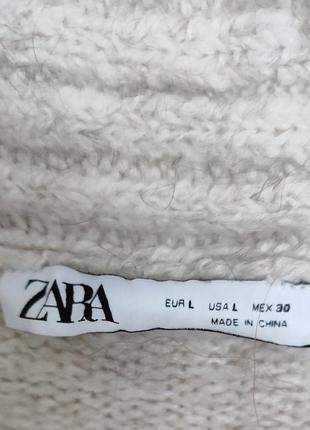 ZARA
EUR L USA L MEX 30
MADE IN CHINA